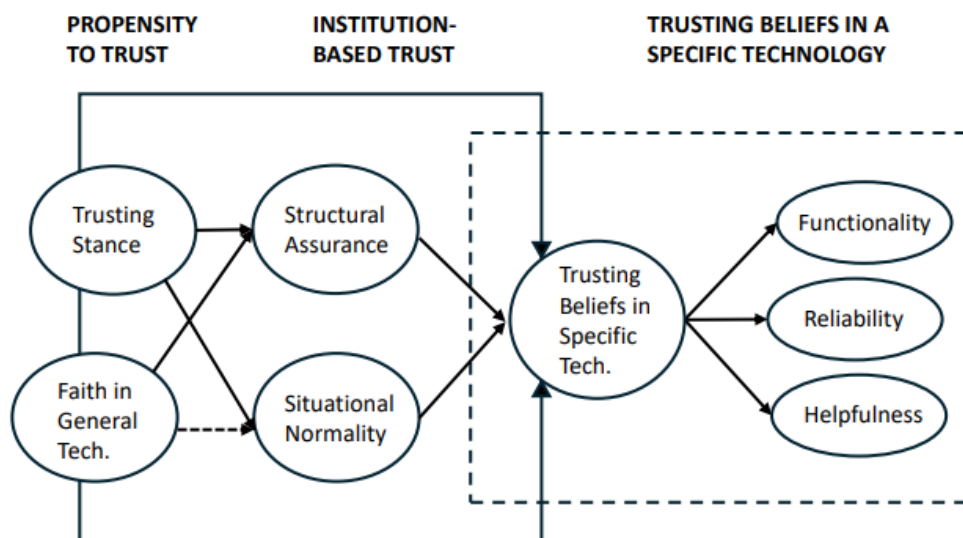 PROPENSITY
TO TRUST
INSTITUTION-
BASED TRUST
TRUSTING BELIEFS IN A
SPECIFIC TECHNOLOGY
Trusting
Stance
Structural
Assurance
Functionality
Trusting
Beliefs in
Specific
Tech.
Reliability
Faith in
General
Tech.
Situational
Normality
Helpfulness